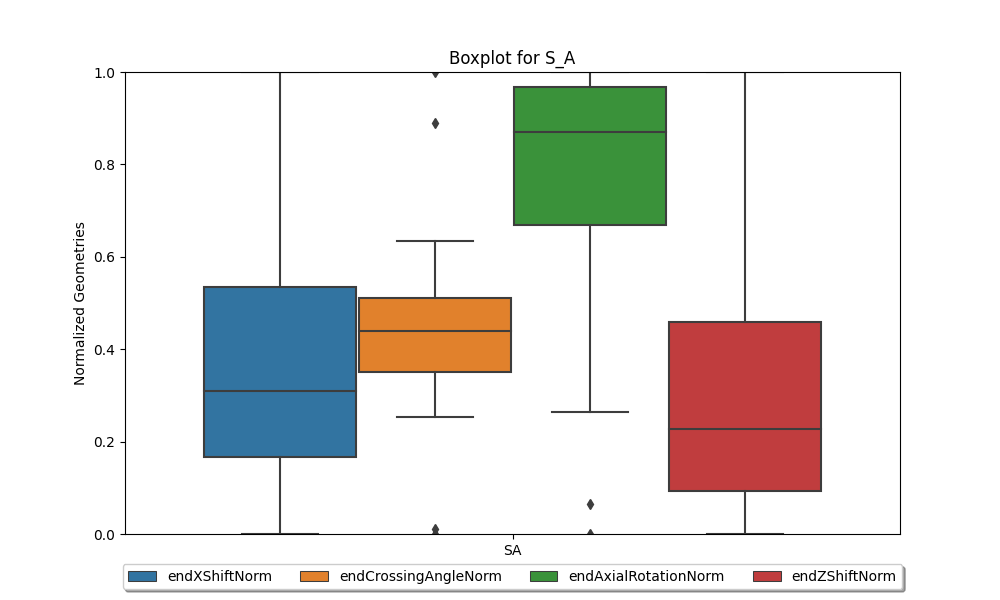 Boxplot for S_A
1.0
0.8
0.6
0.4
0.2
0.0
Normalized Geometries
SA
endXShiftNorm endCrossingAngleNorm endAxialRotationNorm endZShiftNorm